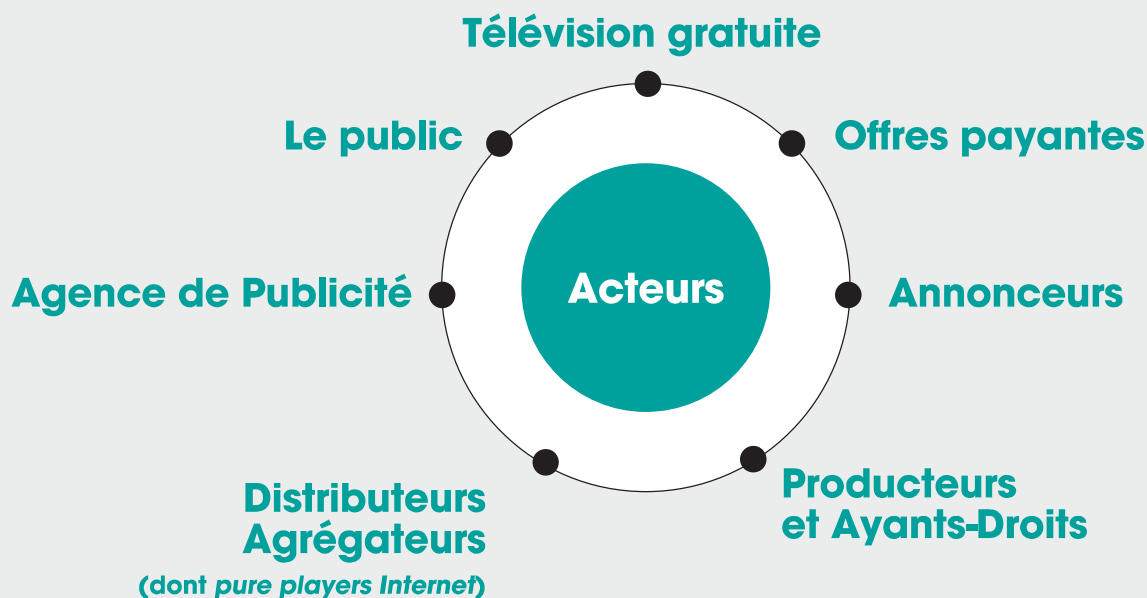 Télévision gratuite
Le public
Offres payantes
Agence de Publicité
Acteurs
Annonceurs
Distributeurs
Agrégateurs
(dont pure players Internet)
Producteurs
et Ayants-Droits